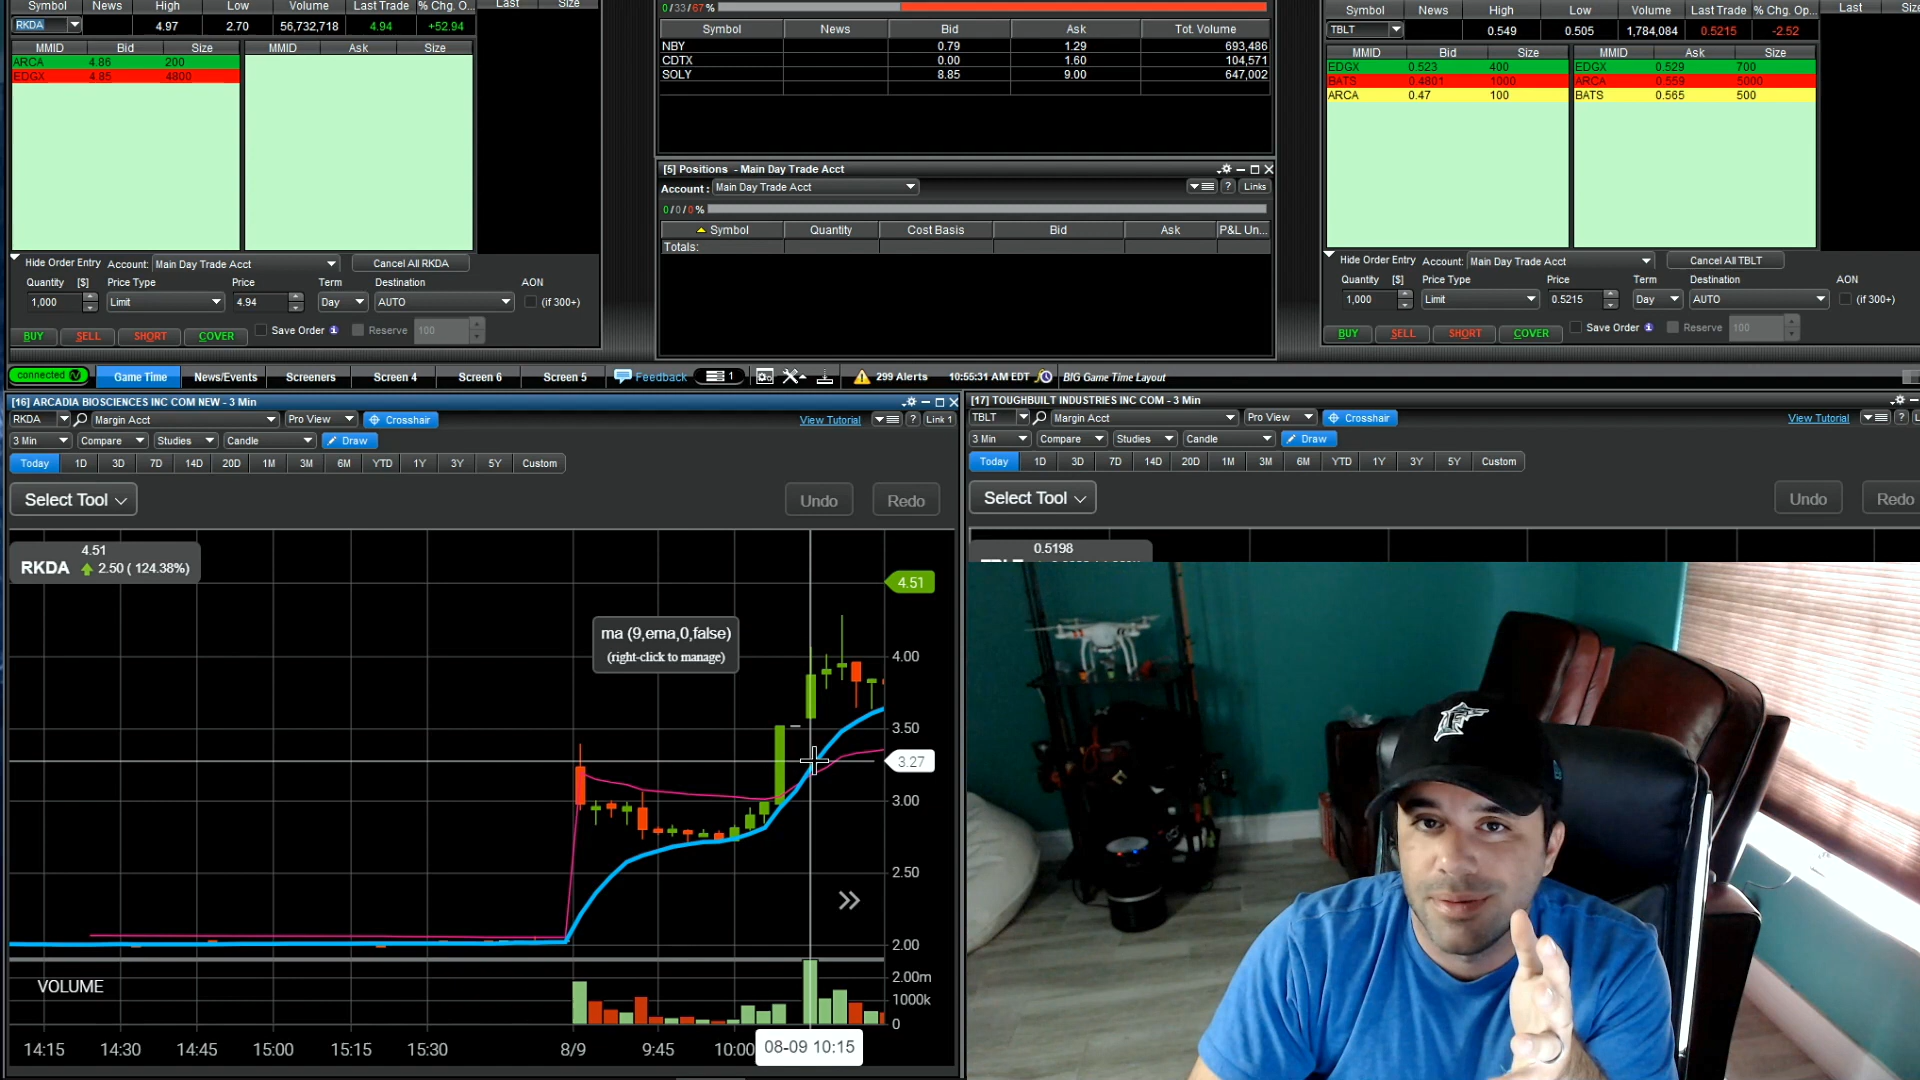 Symbol News High Low Volume Last Trade % Chg. Op... Last Size
RKDA 4.97 2.70 56,732,718 4.94 +52.94
MMID Bid Size MMID Ask Size
ARCA 4.86 200
EDGX 4.85 4800
Hide Order Entry Account: Main Day Trade Acct Cancel All RKDA
Quantity [$] Price Type Price Term Destination AON
1,000 Limit 4.94 Day AUTO (if 300+)
BUY SELL SHORT COVER Save Order Reserve 100
0/33/67 %
Symbol News Bid Ask Tot. Volume
NBY 0.79 1.29 693,486
CDTX 0.00 1.60 104,571
SOLY 8.85 9.00 647,002
[5] Positions - Main Day Trade Acct
Account: Main Day Trade Acct ? Links
0/0/0 %
Symbol Quantity Cost Basis Bid Ask P&L Un...
Totals:
Symbol News High Low Volume Last Trade % Chg. Op... Last Size
TBLT 0.549 0.505 1,784,084 0.5215 -2.52
MMID Bid Size MMID Ask Size
EDGX 0.523 400 EDGX 0.529 700
BATS 0.4801 1000 ARCA 0.559 5000
ARCA 0.47 100 BATS 0.565 500
Hide Order Entry Account: Main Day Trade Acct Cancel All TBLT
Quantity [$] Price Type Price Term Destination AON
1,000 Limit 0.5215 Day AUTO (if 300+)
BUY SELL SHORT COVER Save Order Reserve 100
connected Game Time News/Events Screeners Screen 4 Screen 6 Screen 5 Feedback 1 299 Alerts 10:55:31 AM EDT BIG Game Time Layout
[16] ARCADIA BIOSCIENCES INC COM NEW - 3 Min
RKDA Margin Acct Pro View Crosshair View Tutorial ? Link 1
3 Min Compare Studies Candle Draw
Today 1D 3D 7D 14D 20D 1M 3M 6M YTD 1Y 3Y 5Y Custom
Select Tool Undo Redo
4.51
RKDA 2.50 ( 124.38%)
4.51
ma (9,ema,0,false)
(right-click to manage)
4.00
3.50
3.27
3.00
2.50
2.00
VOLUME
2.00m
1000k
0
14:15 14:30 14:45 15:00 15:15 15:30 8/9 9:45 10:00 08-09 10:15
[17] TOUGHBUILT INDUSTRIES INC COM - 3 Min
TBLT Margin Acct Pro View Crosshair View Tutorial ?
3 Min Compare Studies Candle Draw
Today 1D 3D 7D 14D 20D 1M 3M 6M YTD 1Y 3Y 5Y Custom
Select Tool Undo Redo
0.5198